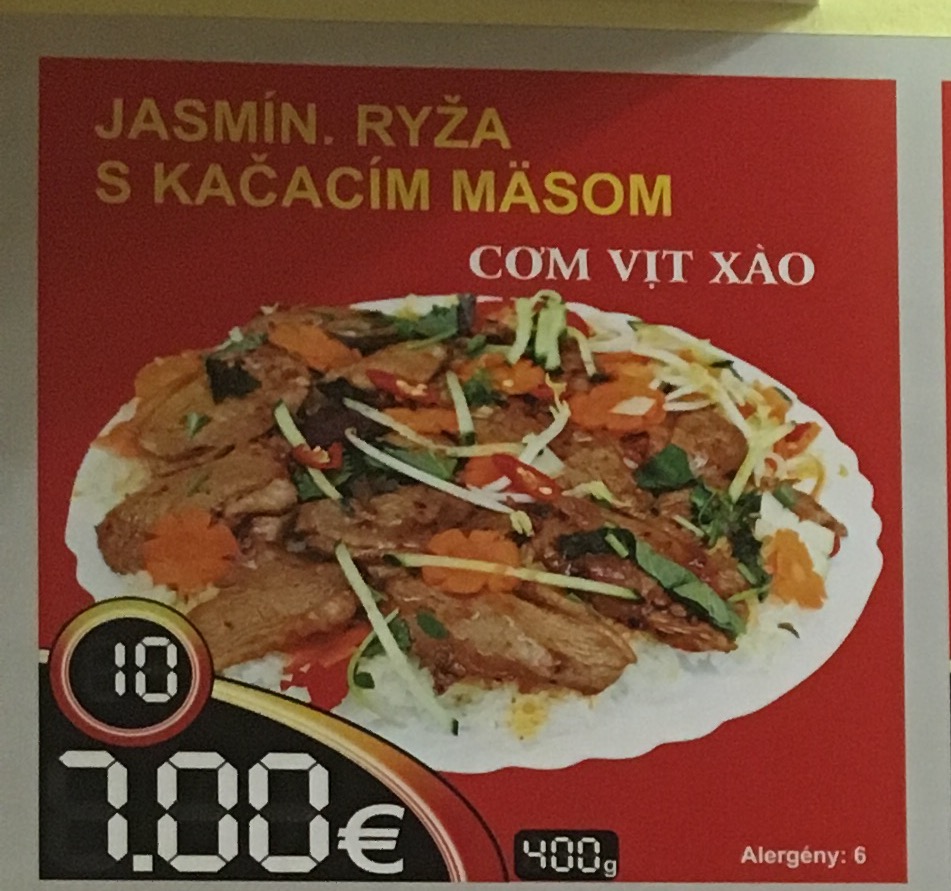 JASMÍN. RYŽA
S KAČACÍM MÄSOM
CƠM VỊT XÀO
10
7.00€
400g
Alergény: 6